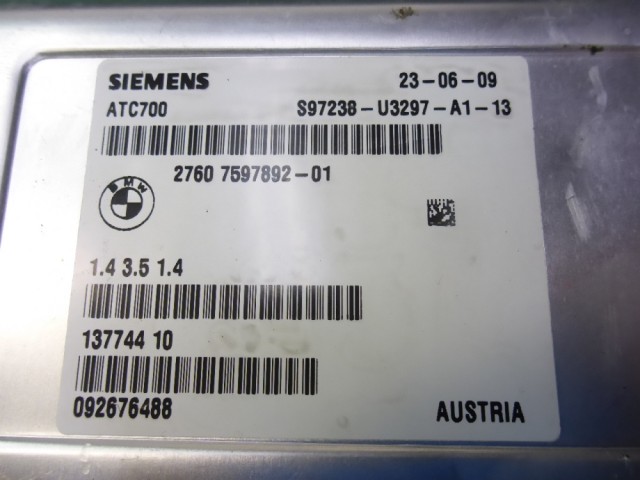 SIEMENS 23-06-09
ATC700 S97238-U3297-A1-13
2760 7597892-01
BMW
1.4 3.5 1.4
137744 10
092676488 AUSTRIA